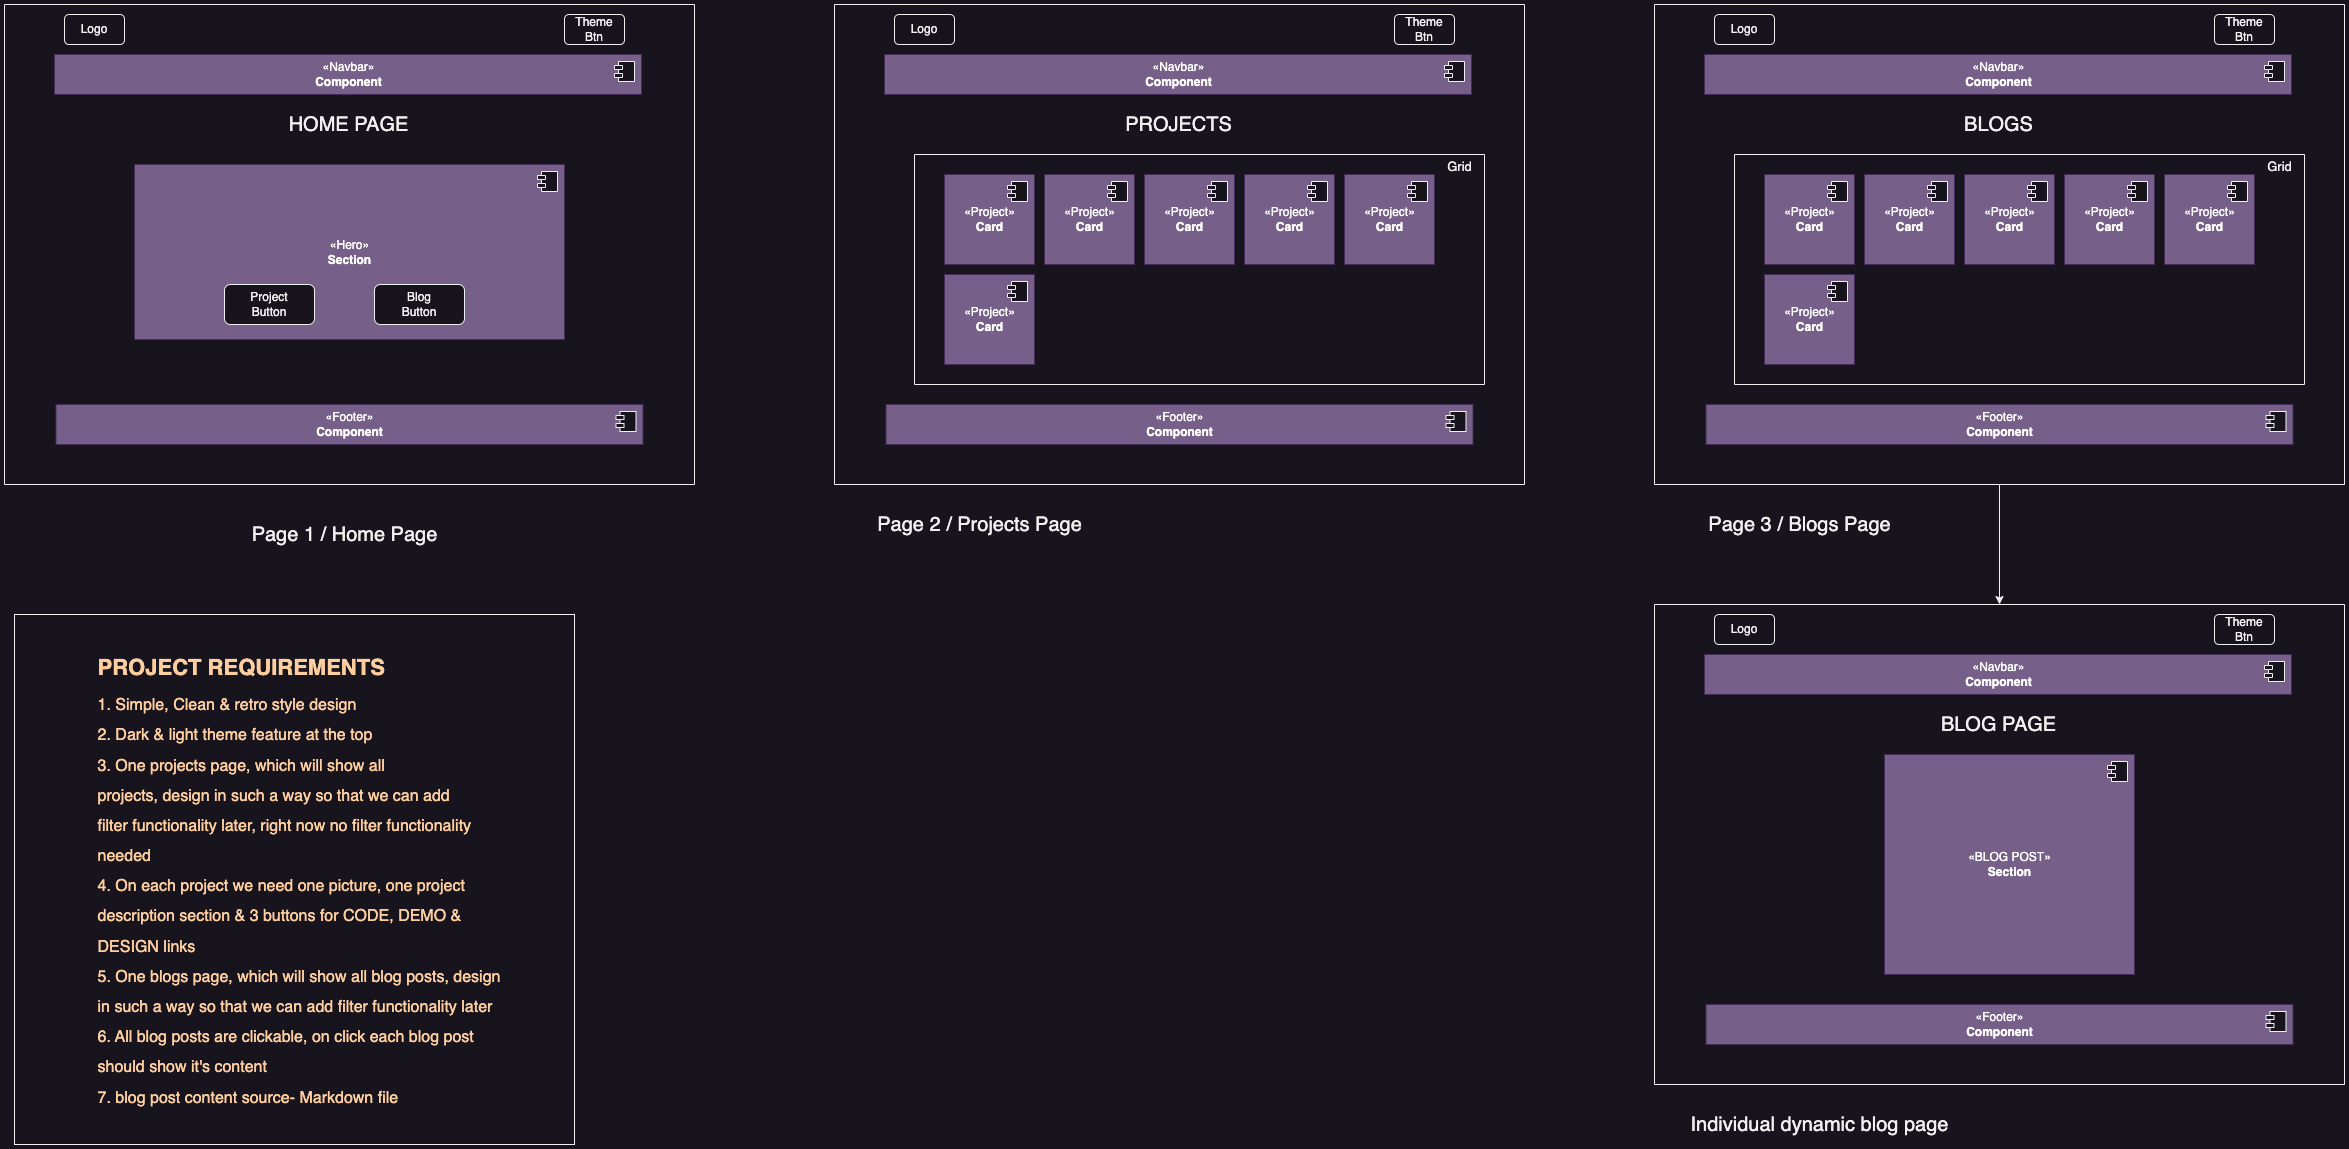 Logo
Theme
Btn
«Navbar»
Component
HOME PAGE
«Hero»
Section
Project
Button
Blog
Button
«Footer»
Component
Page 1 / Home Page
Logo
Theme
Btn
«Navbar»
Component
PROJECTS
Grid
«Project»
Card
«Project»
Card
«Project»
Card
«Project»
Card
«Project»
Card
«Project»
Card
«Footer»
Component
Page 2 / Projects Page
Logo
Theme
Btn
«Navbar»
Component
BLOGS
Grid
«Project»
Card
«Project»
Card
«Project»
Card
«Project»
Card
«Project»
Card
«Project»
Card
«Footer»
Component
Page 3 / Blogs Page
PROJECT REQUIREMENTS
1. Simple, Clean & retro style design
2. Dark & light theme feature at the top
3. One projects page, which will show all
projects, design in such a way so that we can add
filter functionality later, right now no filter functionality
needed
4. On each project we need one picture, one project
description section & 3 buttons for CODE, DEMO &
DESIGN links
5. One blogs page, which will show all blog posts, design
in such a way so that we can add filter functionality later
6. All blog posts are clickable, on click each blog post
should show it's content
7. blog post content source- Markdown file
Logo
Theme
Btn
«Navbar»
Component
BLOG PAGE
«BLOG POST»
Section
«Footer»
Component
Individual dynamic blog page